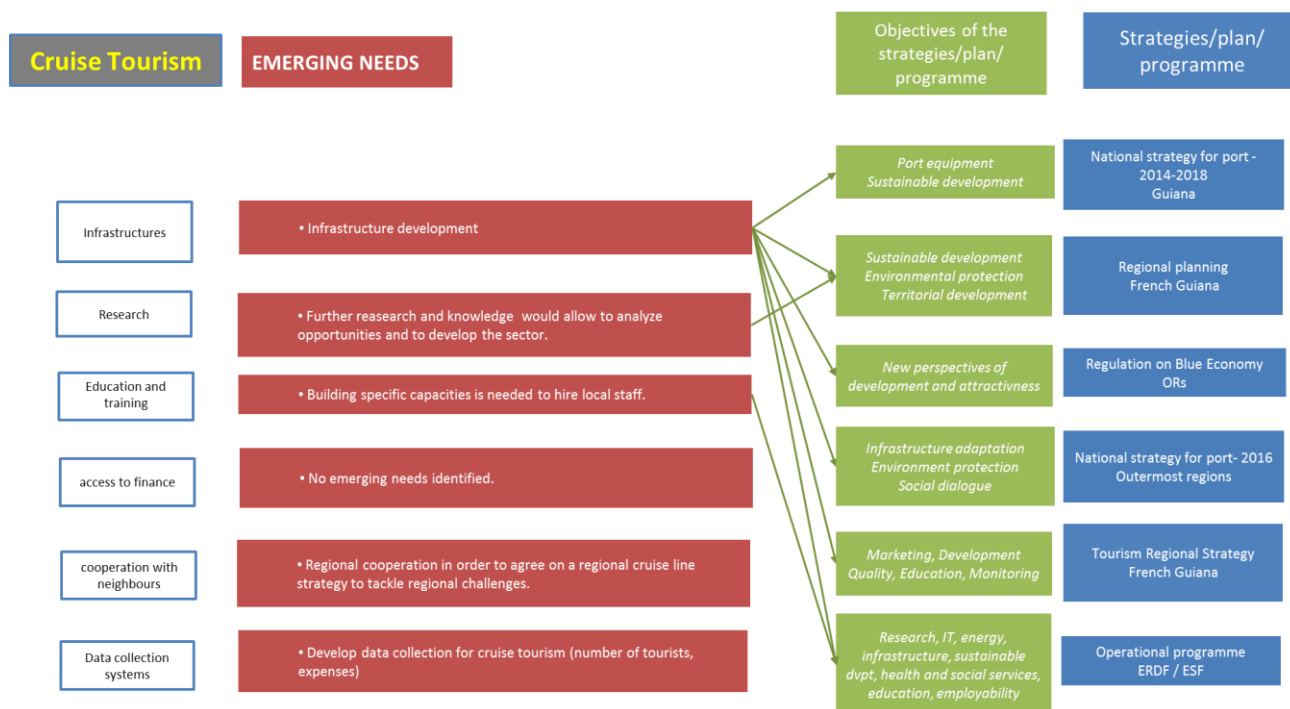 Cruise Tourism
EMERGING NEEDS
Objectives of the
strategies/plan/
programme
Strategies/plan/
programme
Infrastructures
• Infrastructure development
Port equipment
Sustainable development
National strategy for port -
2014-2018
Guiana
Research
• Further reasearch and knowledge would allow to analyze
opportunities and to develop the sector.
Sustainable development
Environmental protection
Territorial development
Regional planning
French Guiana
Education and
training
• Building specific capacities is needed to hire local staff.
New perspectives of
development and attractivness
Regulation on Blue Economy
ORs
access to finance
• No emerging needs identified.
Infrastructure adaptation
Environment protection
Social dialogue
National strategy for port- 2016
Outermost regions
cooperation with
neighbours
• Regional cooperation in order to agree on a regional cruise line
strategy to tackle regional challenges.
Marketing, Development
Quality, Education, Monitoring
Tourism Regional Strategy
French Guiana
Data collection
systems
• Develop data collection for cruise tourism (number of tourists,
expenses)
Research, IT, energy,
infrastructure, sustainable
dvpt, health and social services,
education, employability
Operational programme
ERDF / ESF